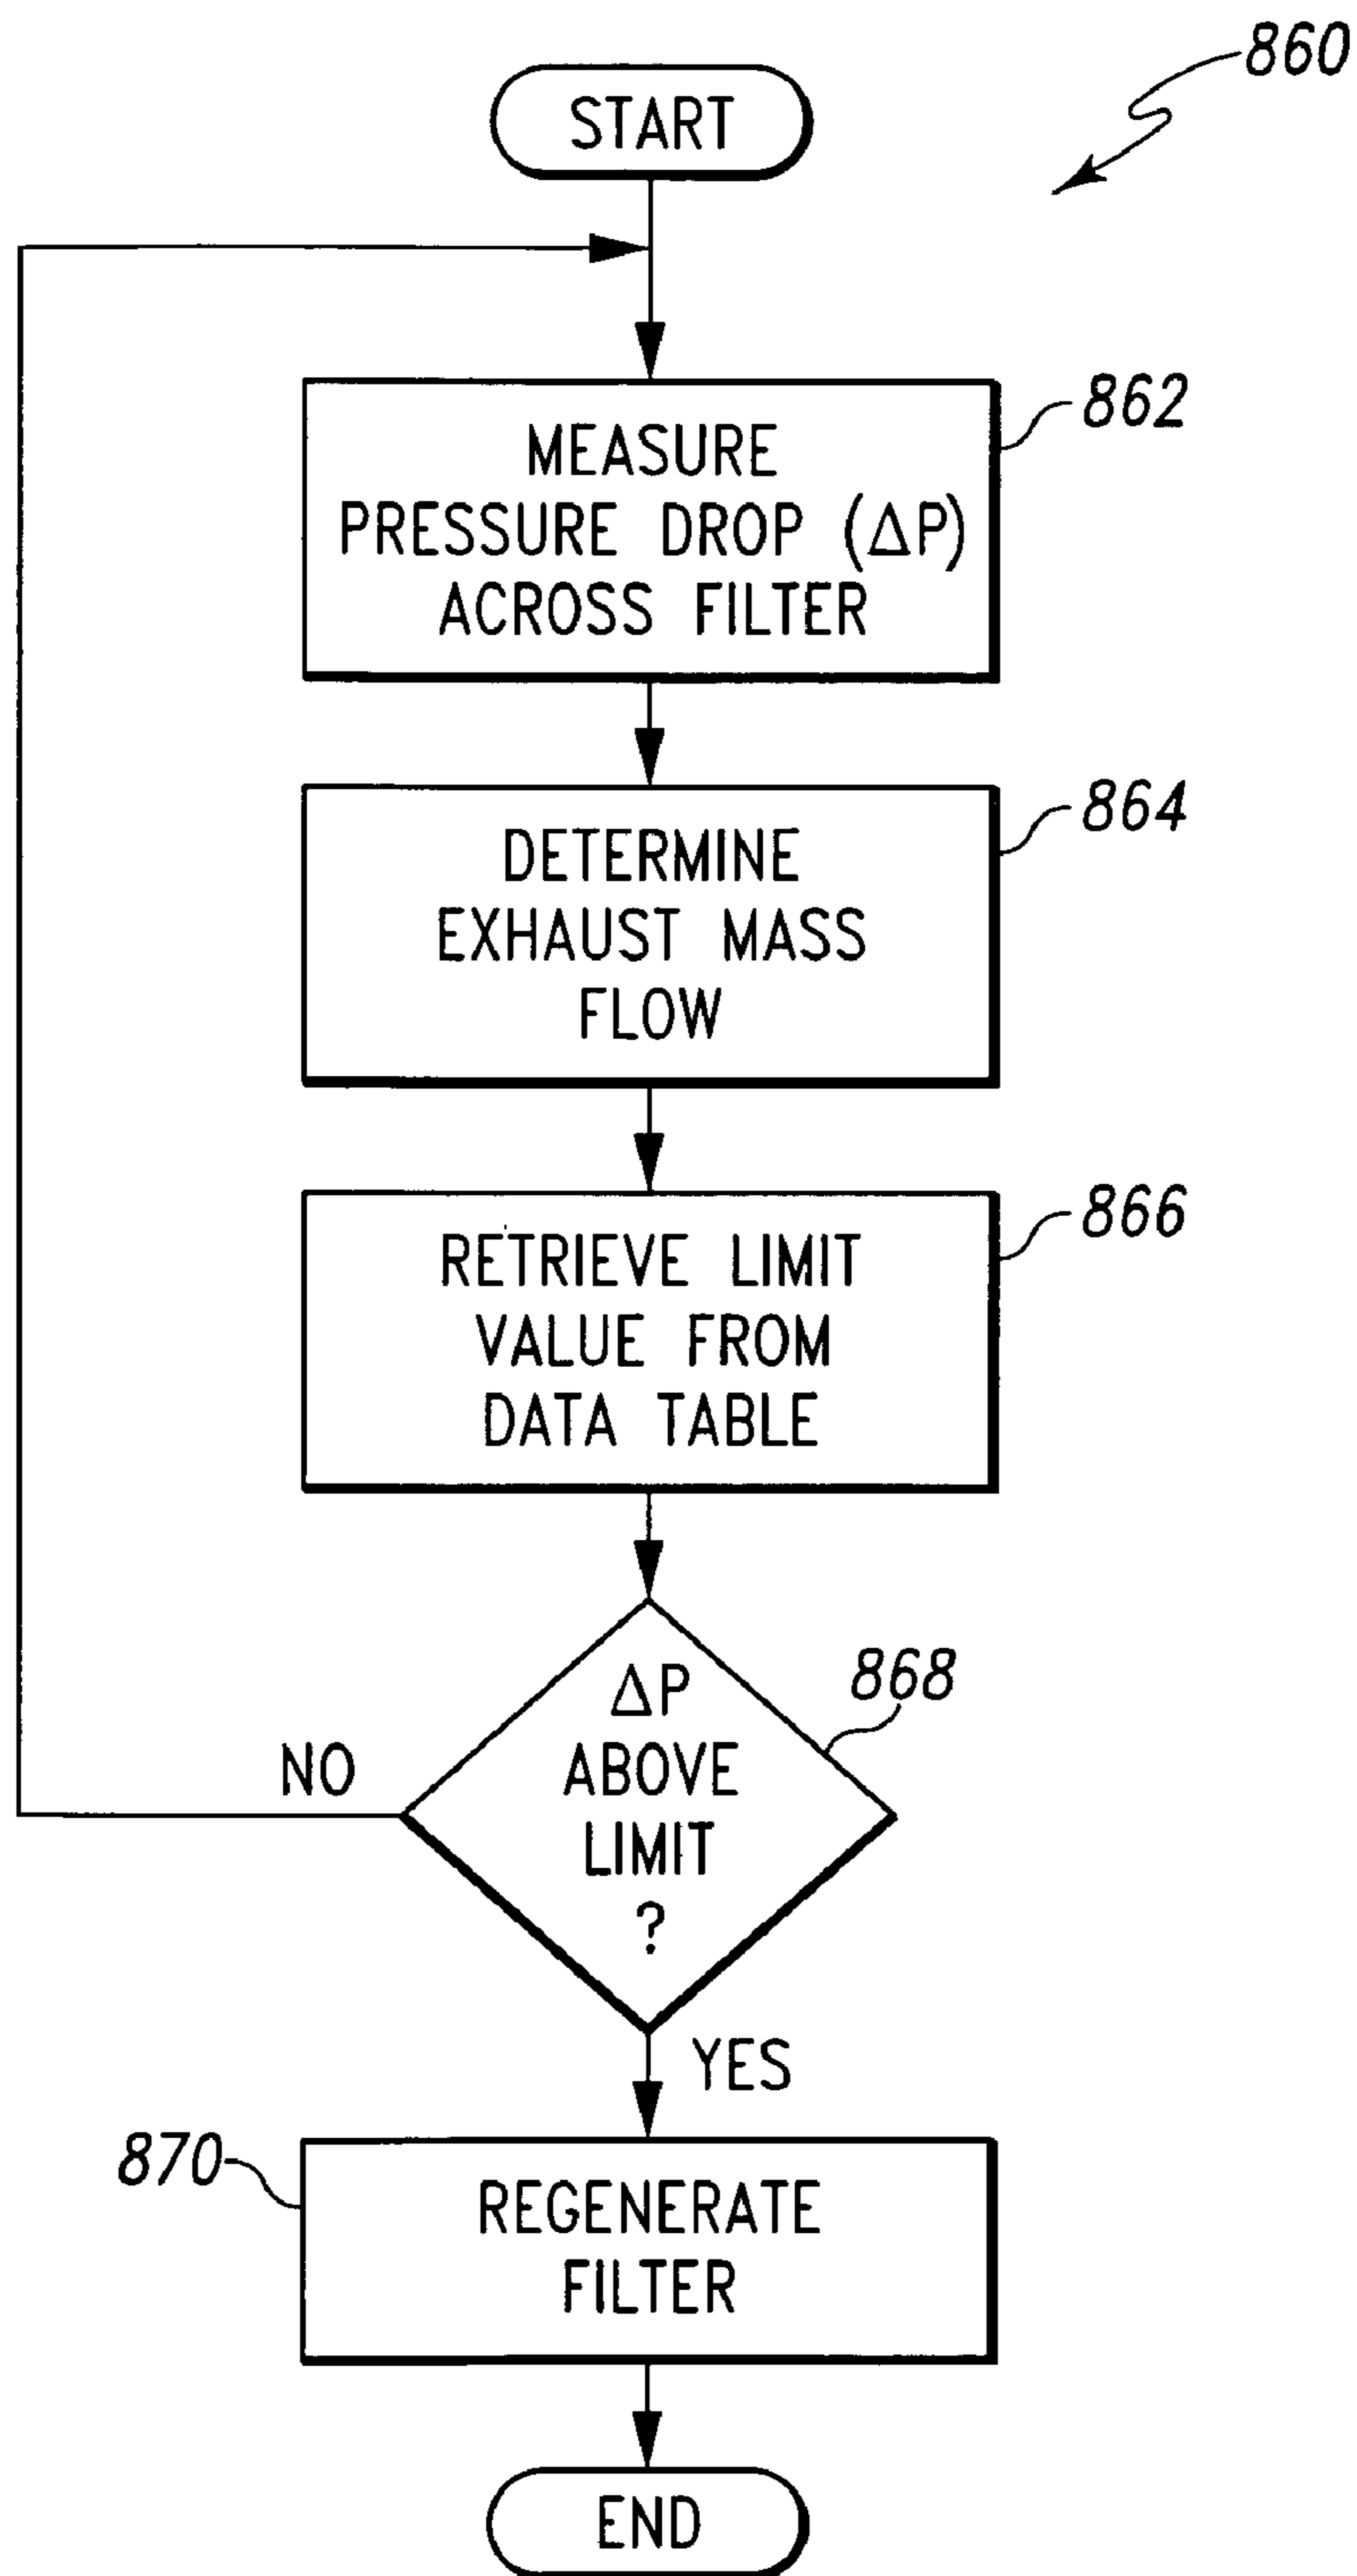 860
START
862
MEASURE
PRESSURE DROP (ΔP)
ACROSS FILTER
864
DETERMINE
EXHAUST MASS
FLOW
866
RETRIEVE LIMIT
VALUE FROM
DATA TABLE
868
ΔP
ABOVE
LIMIT
?
NO
YES
870
REGENERATE
FILTER
END